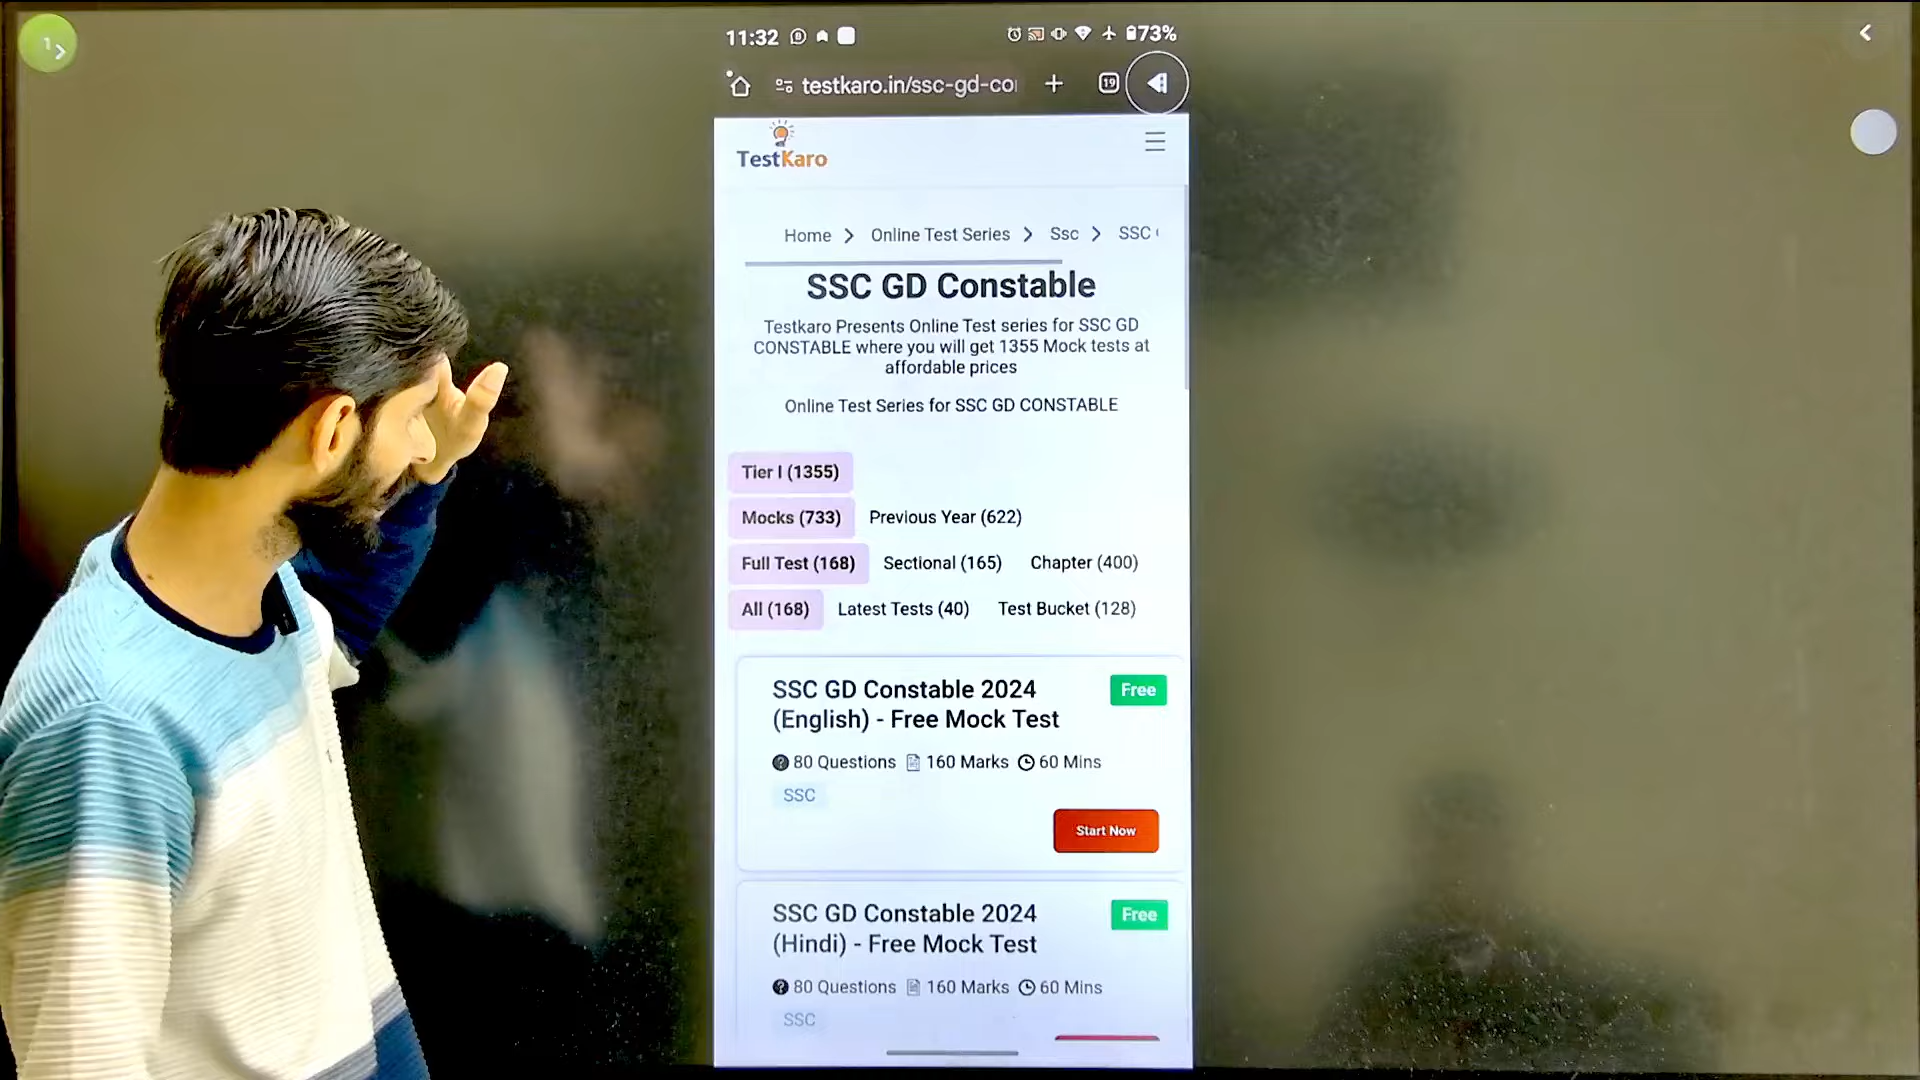 1
11:32
73%
testkaro.in/ssc-gd-co
19
TestKaro
Home > Online Test Series > Ssc > SSC
SSC GD Constable
Testkaro Presents Online Test series for SSC GD
CONSTABLE where you will get 1355 Mock tests at
affordable prices
Online Test Series for SSC GD CONSTABLE
Tier I (1355)
Mocks (733) Previous Year (622)
Full Test (168) Sectional (165) Chapter (400)
All (168) Latest Tests (40) Test Bucket (128)
SSC GD Constable 2024 Free
(English) - Free Mock Test
80 Questions 160 Marks 60 Mins
SSC
Start Now
SSC GD Constable 2024 Free
(Hindi) - Free Mock Test
80 Questions 160 Marks 60 Mins
SSC